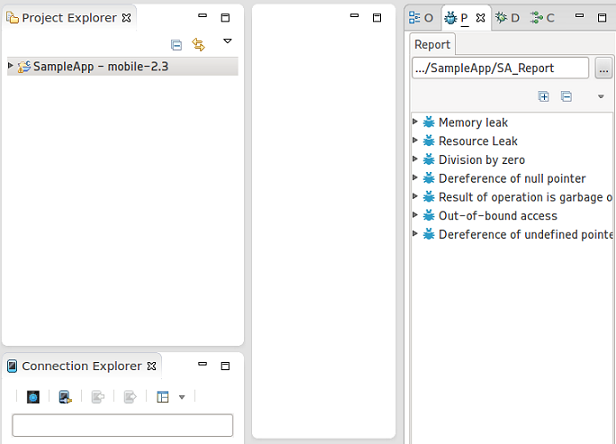 Project Explorer
SampleApp - mobile-2.3
Connection Explorer
O
P
D
C
Report
.../SampleApp/SA_Report
...
Memory leak
Resource Leak
Division by zero
Dereference of null pointer
Result of operation is garbage o
Out-of-bound access
Dereference of undefined pointe